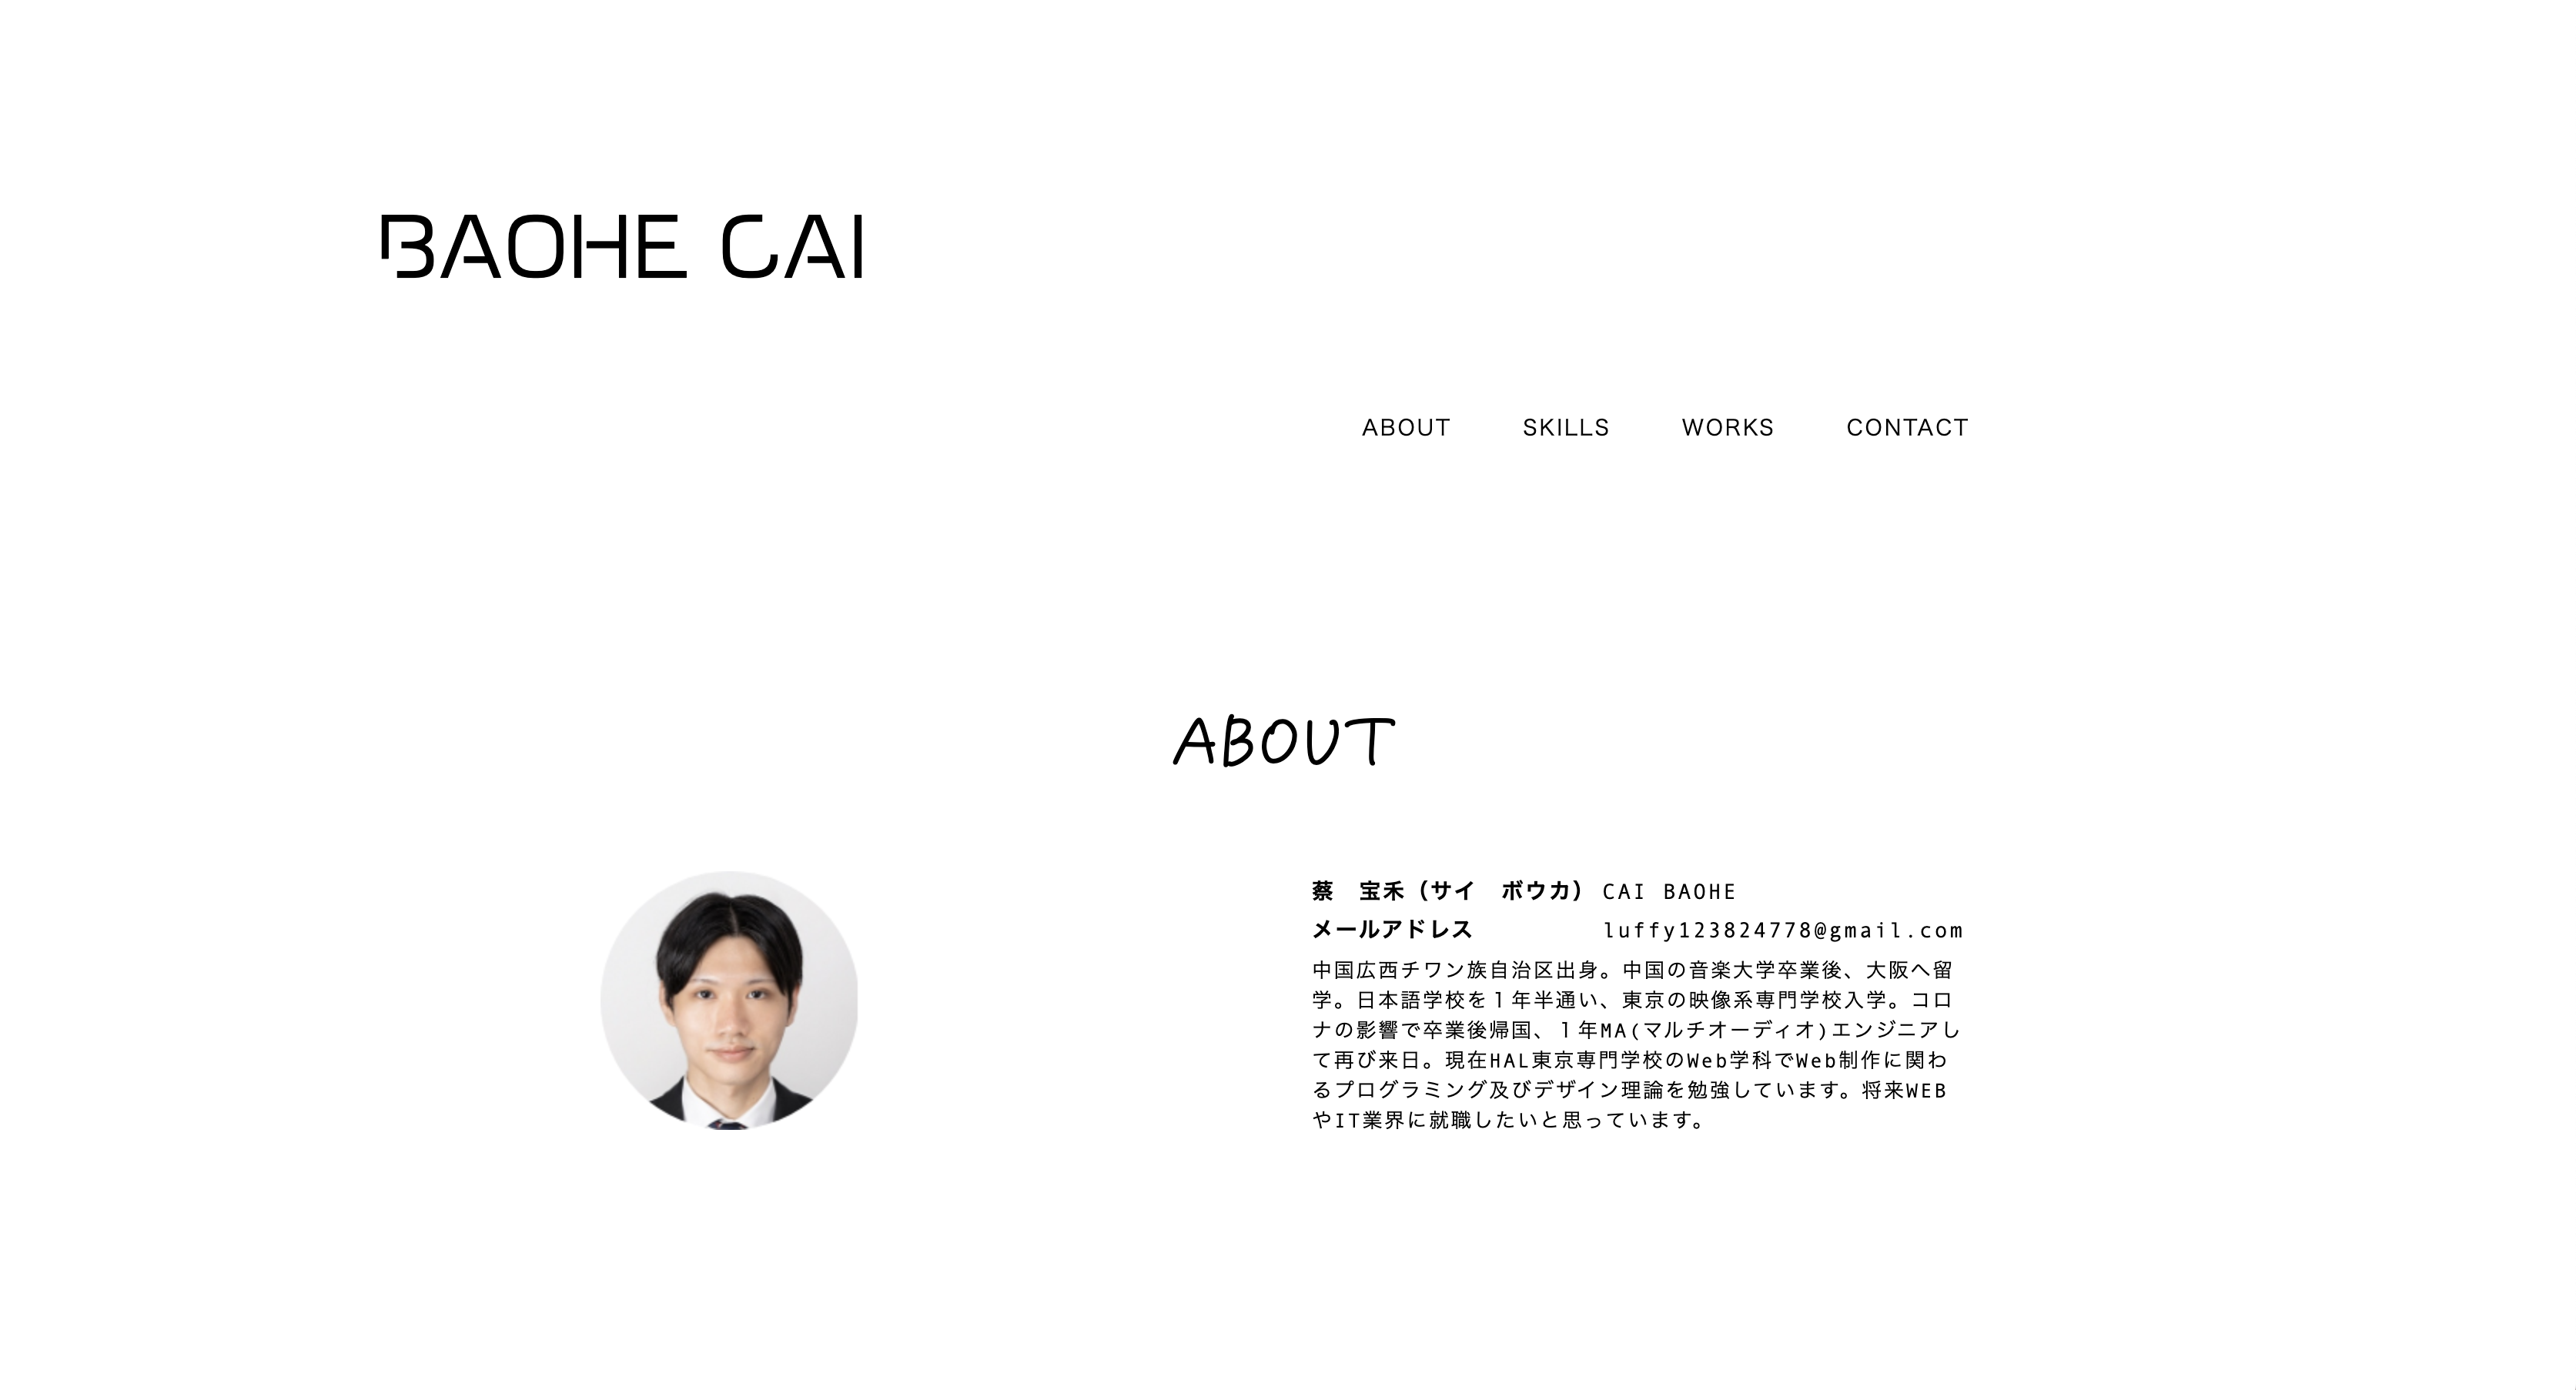 BAOHE CAI
ABOUT SKILLS WORKS CONTACT
ABOUT
蔡　宝禾（サイ　ボウカ） CAI BAOHE
メールアドレス luffy123824778@gmail.com
中国広西チワン族自治区出身。中国の音楽大学卒業後、大阪へ留
学。日本語学校を１年半通い、東京の映像系専門学校入学。コロ
ナの影響で卒業後帰国、１年MA(マルチオーディオ)エンジニアし
て再び来日。現在HAL東京専門学校のWeb学科でWeb制作に関わ
るプログラミング及びデザイン理論を勉強しています。将来WEB
やIT業界に就職したいと思っています。